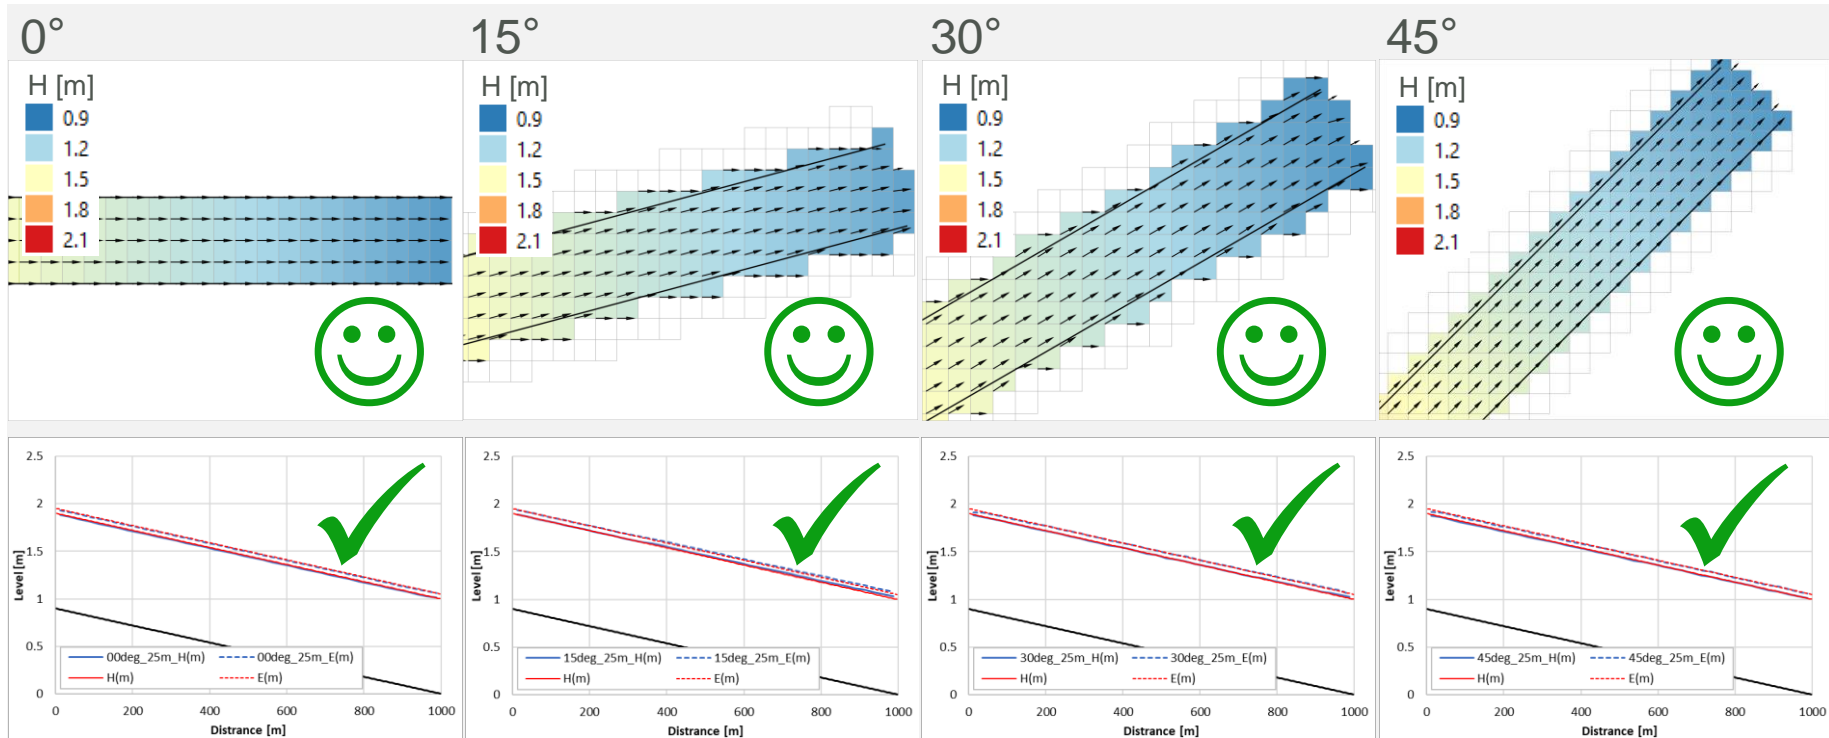 0°
15°
30°
45°
H [m]
0.9
1.2
1.5
1.8
2.1
H [m]
0.9
1.2
1.5
1.8
2.1
H [m]
0.9
1.2
1.5
1.8
2.1
H [m]
0.9
1.2
1.5
1.8
2.1
2.5
2
1.5
1
0.5
0
Level [m]
00deg_25m_H(m) 00deg_25m_E(m)
H(m) E(m)
0 200 400 600 800 1000
Distrance [m]
2.5
2
1.5
1
0.5
0
Level [m]
15deg_25m_H(m) 15deg_25m_E(m)
H(m) E(m)
0 200 400 600 800 1000
Distrance [m]
2.5
2
1.5
1
0.5
0
Level [m]
30deg_25m_H(m) 30deg_25m_E(m)
H(m) E(m)
0 200 400 600 800 1000
Distrance [m]
2.5
2
1.5
1
0.5
0
Level [m]
45deg_25m_H(m) 45deg_25m_E(m)
H(m) E(m)
0 200 400 600 800 1000
Distrance [m]